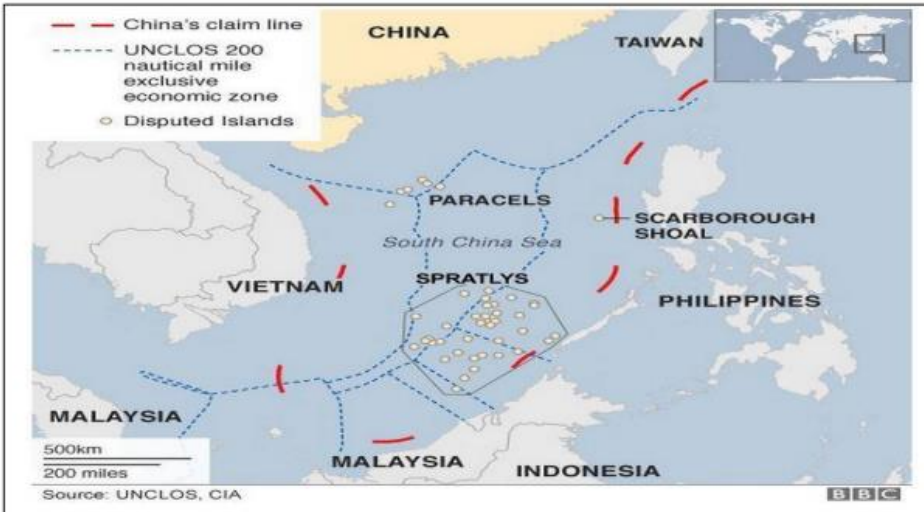 China's claim line
UNCLOS 200
nautical mile
exclusive
economic zone
Disputed Islands
CHINA
TAIWAN
PARACELS
South China Sea
SCARBOROUGH
SHOAL
SPRATLYS
VIETNAM
PHILIPPINES
MALAYSIA
500km
200 miles
MALAYSIA
INDONESIA
Source: UNCLOS, CIA
BBC